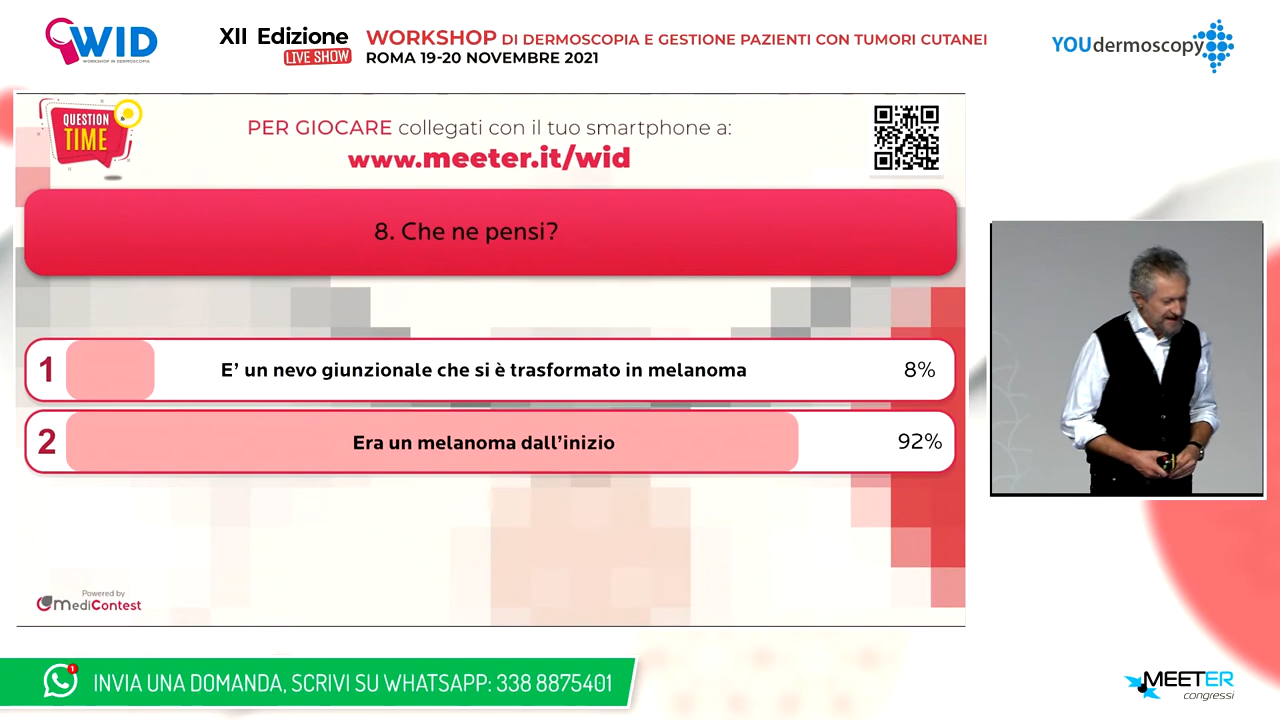 WID
WORKSHOP IN DERMOSCOPIA
XII Edizione
LIVE SHOW
WORKSHOP DI DERMOSCOPIA E GESTIONE PAZIENTI CON TUMORI CUTANEI
ROMA 19-20 NOVEMBRE 2021
YOUdermoscopy
QUESTION
TIME
PER GIOCARE collegati con il tuo smartphone a:
www.meeter.it/wid
8. Che ne pensi?
1 E' un nevo giunzionale che si è trasformato in melanoma 8%
2 Era un melanoma dall'inizio 92%
Powered by
mediContest
1
INVIA UNA DOMANDA, SCRIVI SU WHATSAPP: 338 8875401
MEETER
congressi